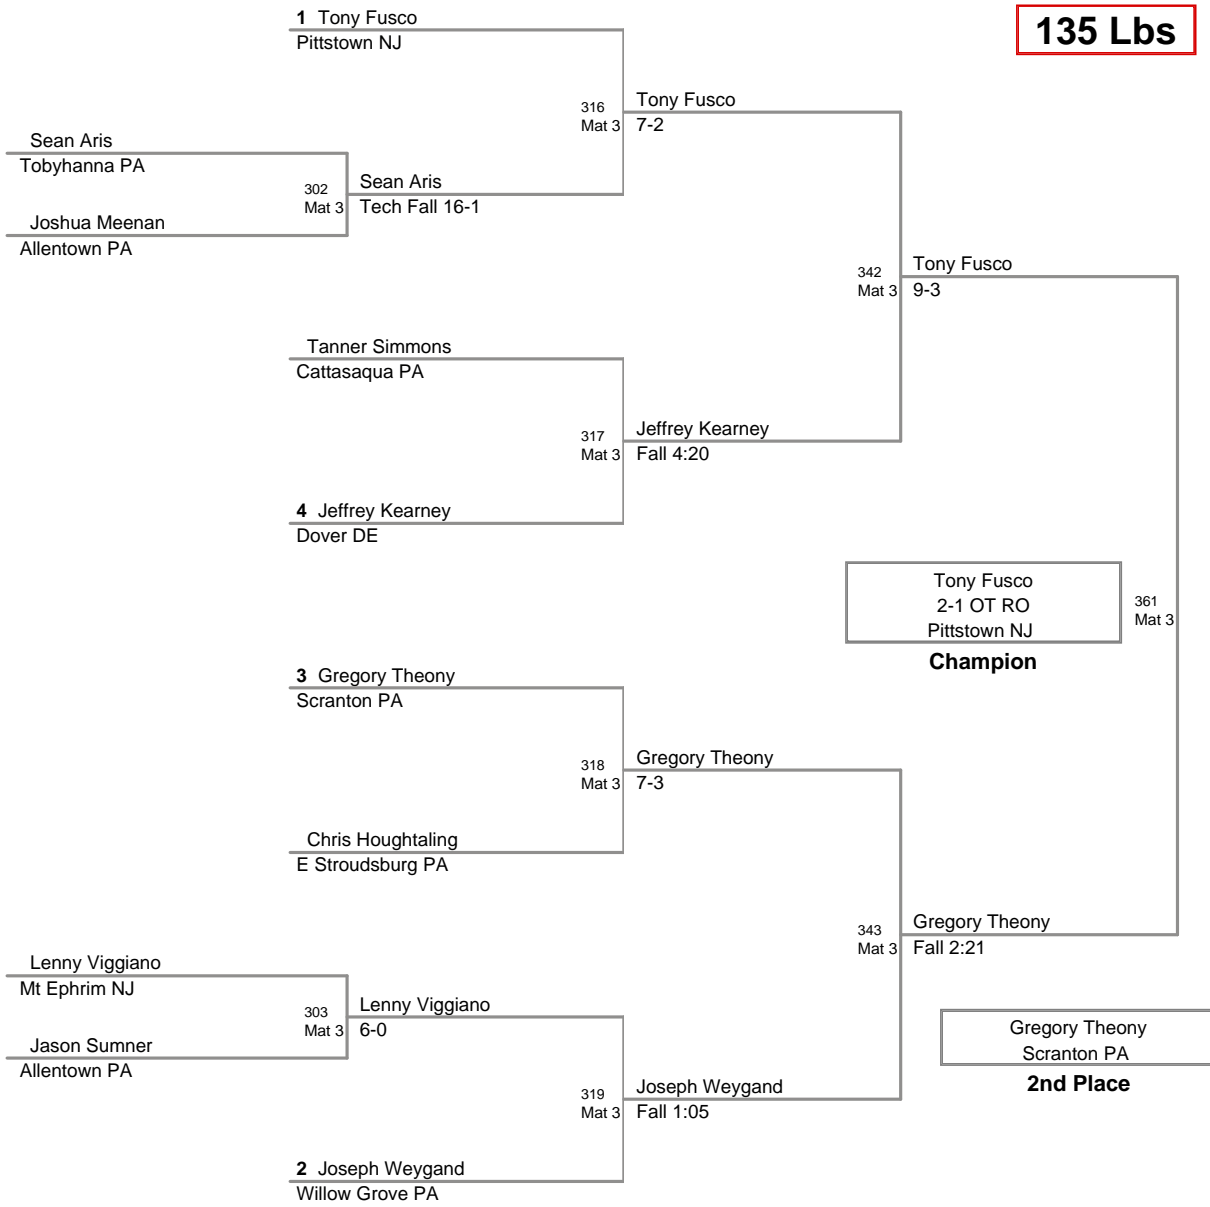 1 Tony Fusco
Pittstown NJ
135 Lbs
316
Mat 3
Tony Fusco
7-2
Sean Aris
Tobyhanna PA
302
Mat 3
Sean Aris
Tech Fall 16-1
Joshua Meenan
Allentown PA
342
Mat 3
Tony Fusco
9-3
Tanner Simmons
Cattasaqua PA
317
Mat 3
Jeffrey Kearney
Fall 4:20
4 Jeffrey Kearney
Dover DE
Tony Fusco
2-1 OT RO
Pittstown NJ
Champion
361
Mat 3
3 Gregory Theony
Scranton PA
318
Mat 3
Gregory Theony
7-3
Chris Houghtaling
E Stroudsburg PA
343
Mat 3
Gregory Theony
Fall 2:21
Lenny Viggiano
Mt Ephrim NJ
303
Mat 3
Lenny Viggiano
6-0
Jason Sumner
Allentown PA
Gregory Theony
Scranton PA
2nd Place
319
Mat 3
Joseph Weygand
Fall 1:05
2 Joseph Weygand
Willow Grove PA